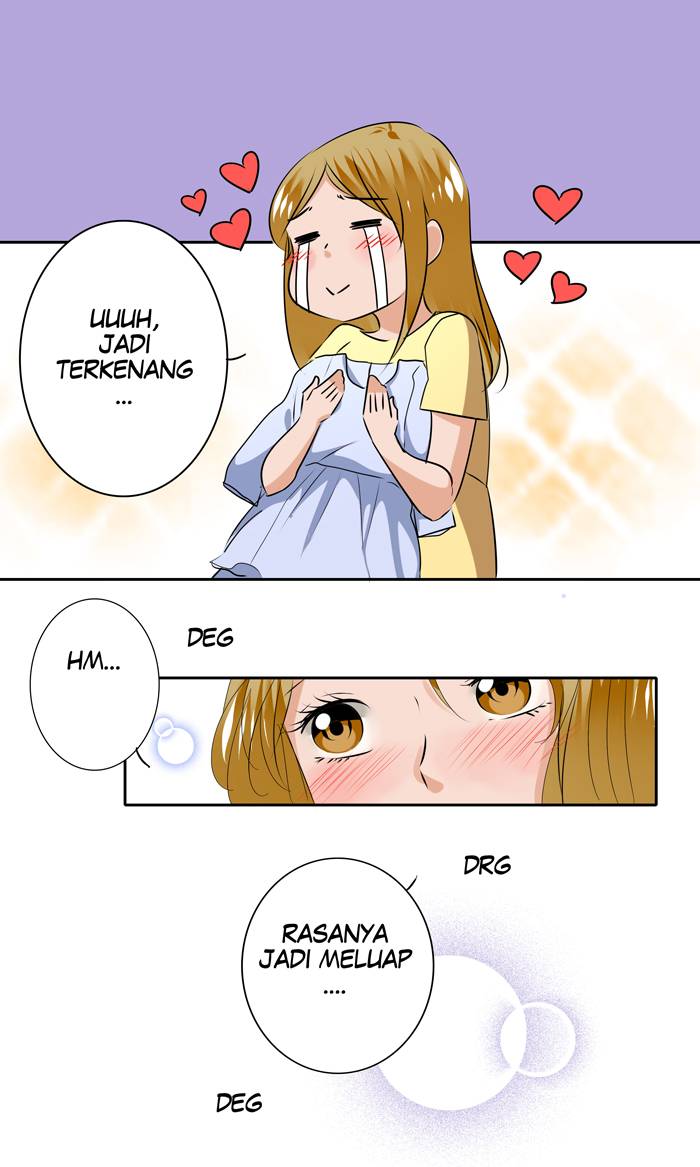 UUUH,
JADI
TERKENANG
...
HM...
DEG
DRG
RASANYA
JADI MELUAP
....
DEG